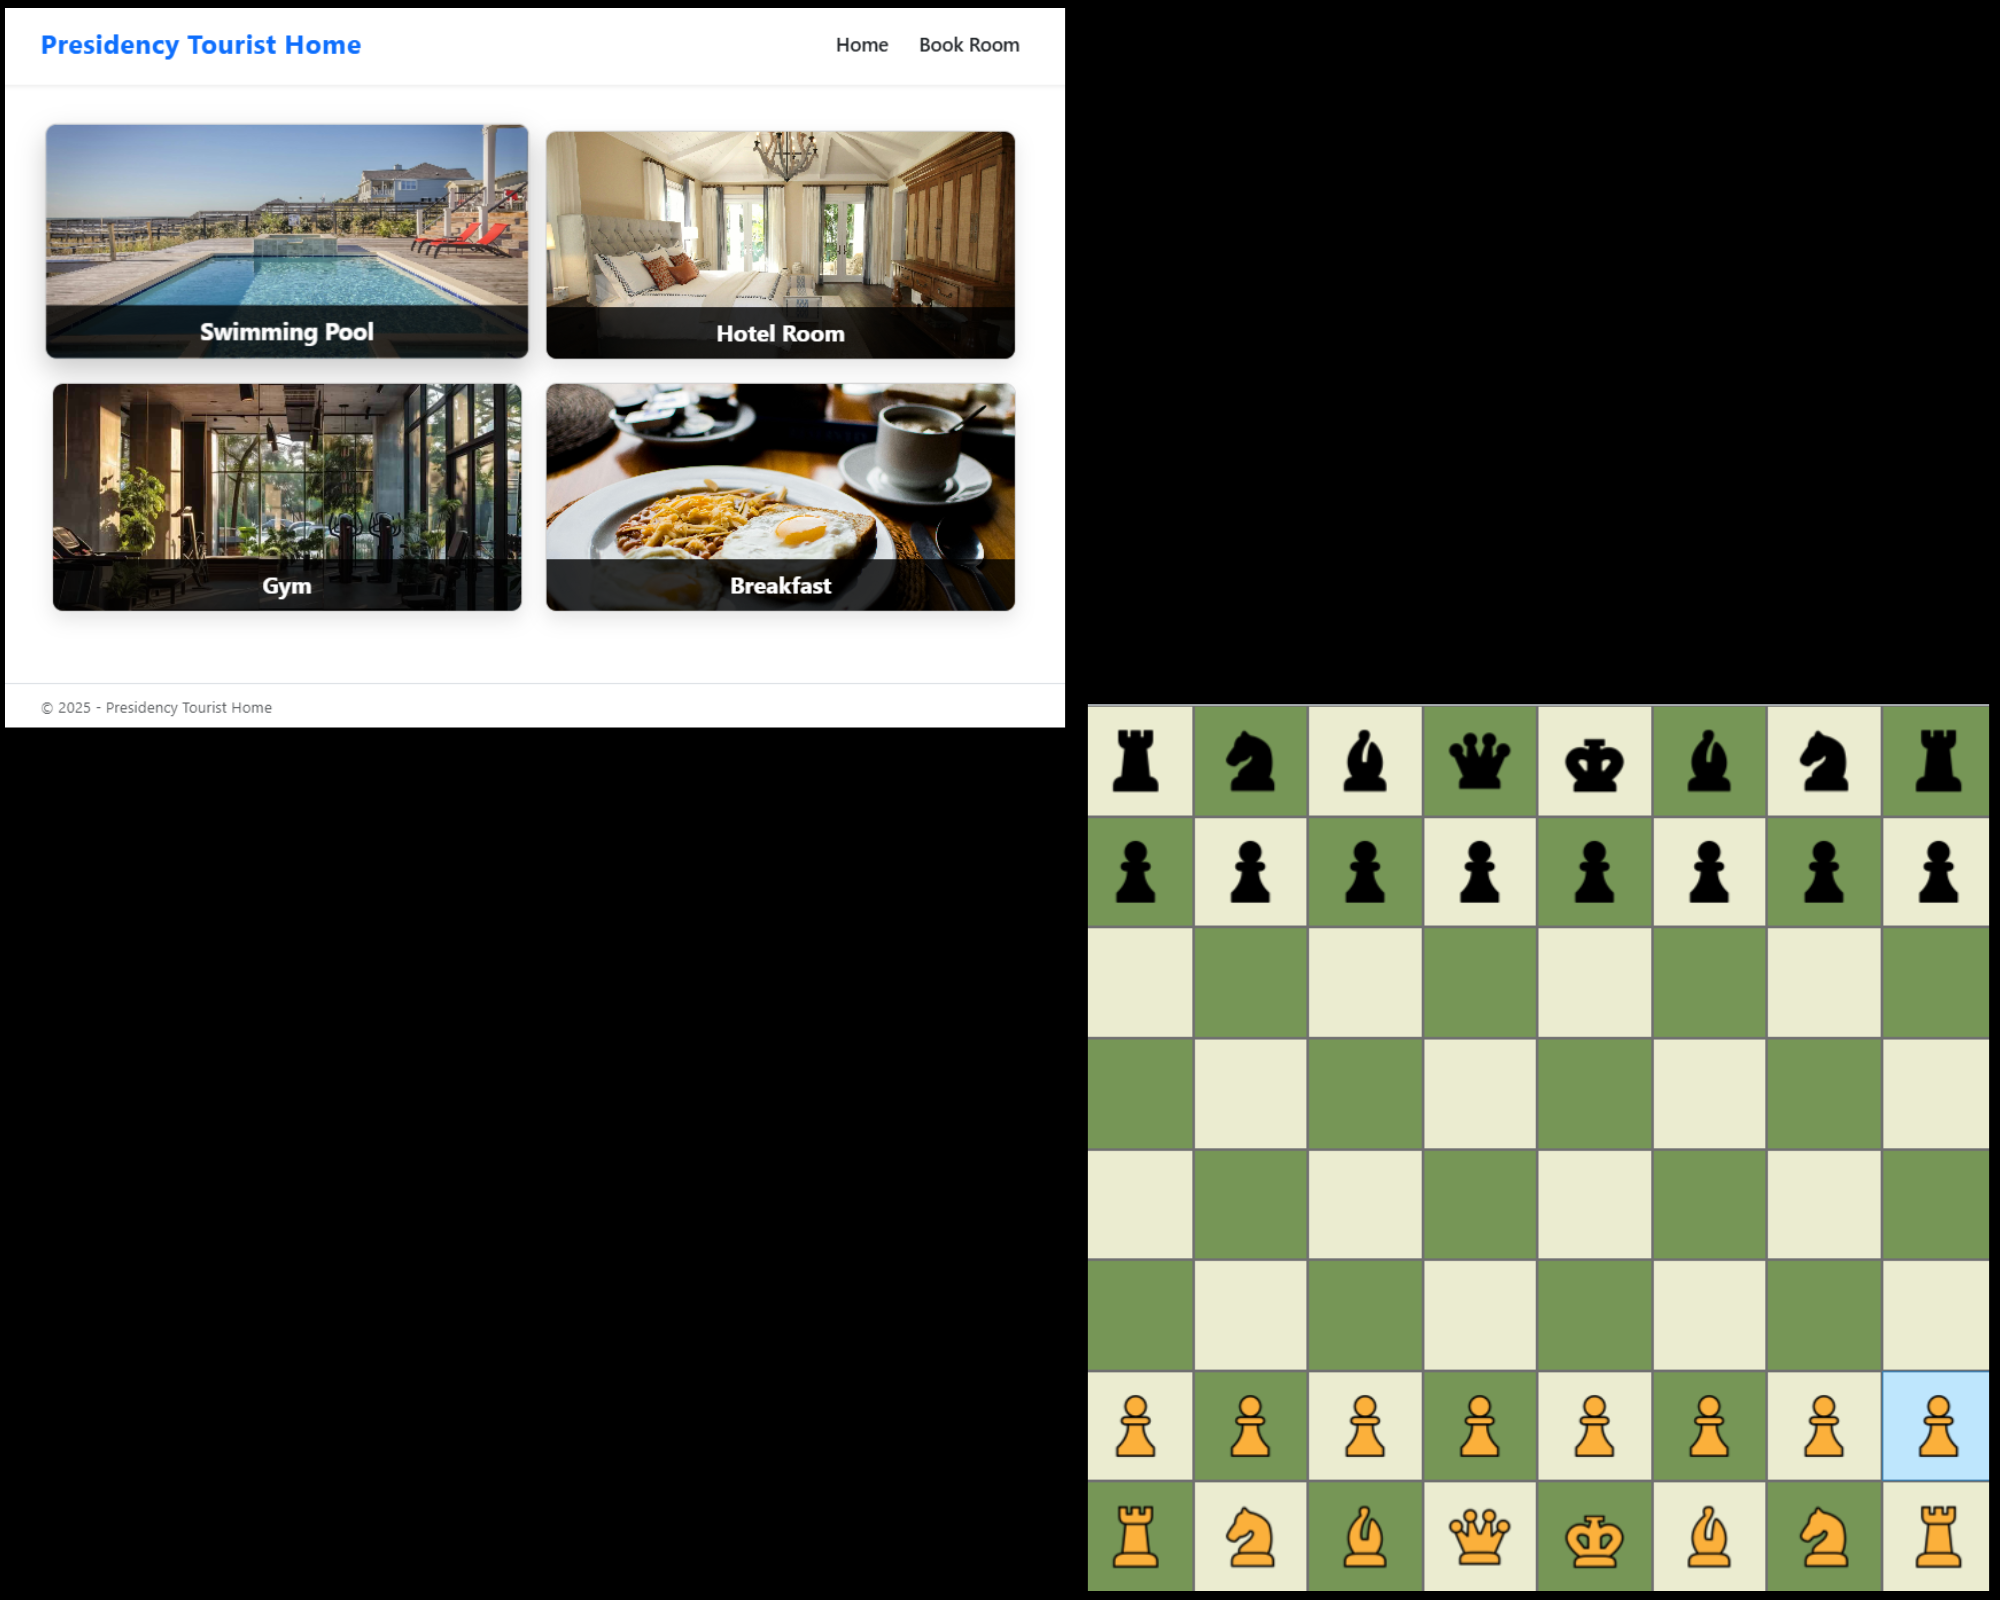 Presidency Tourist Home
Home Book Room
Swimming Pool
Hotel Room
Gym
Breakfast
© 2025 - Presidency Tourist Home